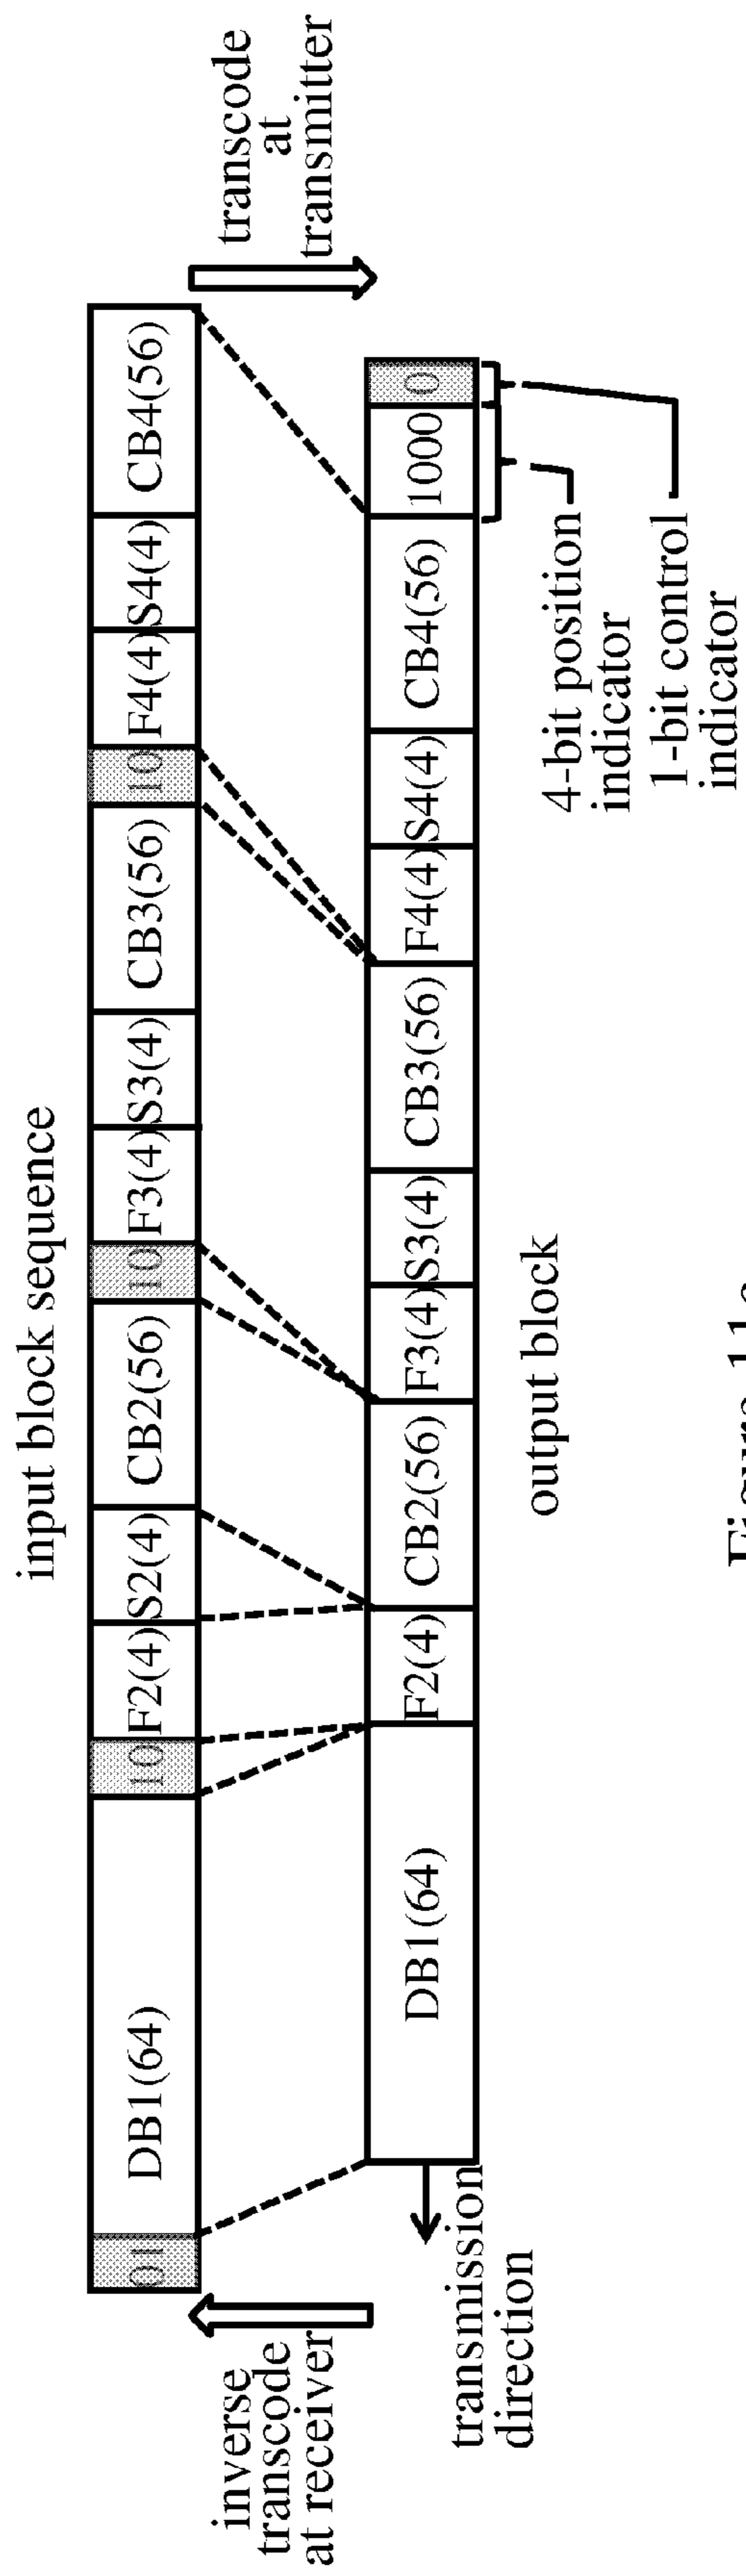 input block sequence
01 DB1(64) 10 F2(4) S2(4) CB2(56) 10 F3(4) S3(4) CB3(56) 10 F4(4) S4(4) CB4(56)
inverse
transcode
at receiver
transcode
at
transmitter
DB1(64) F2(4) CB2(56) F3(4) S3(4) CB3(56) F4(4) S4(4) CB4(56) 1000 0
transmission
direction
output block
4-bit position
indicator
1-bit control
indicator